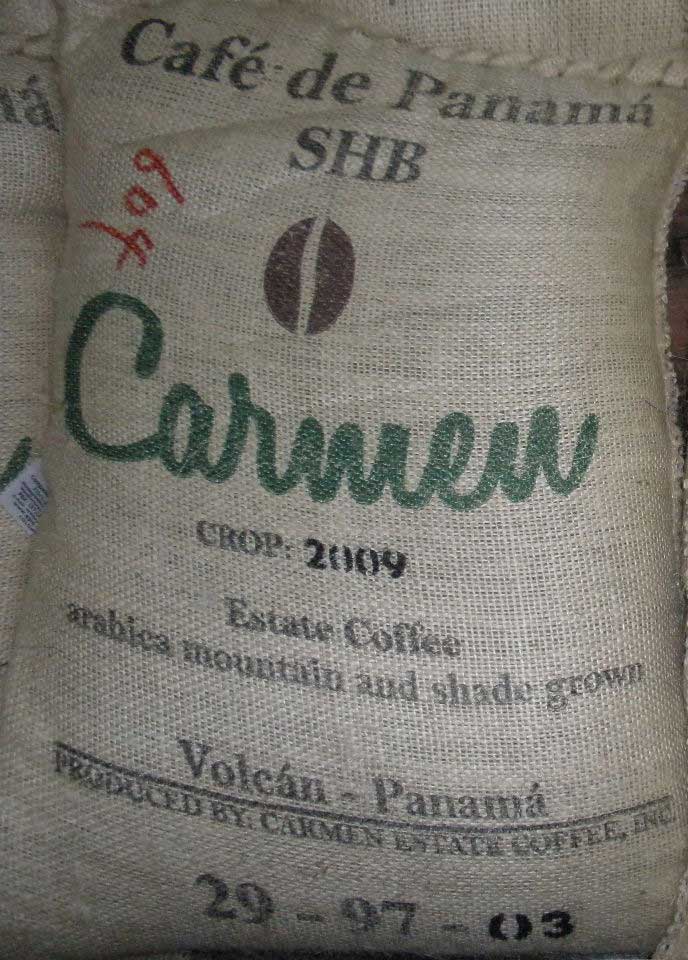 Café de Panamá
SHB
Carmen
CROP: 2009
Estate Coffee
arabica mountain and shade grown
Volcán - Panamá
PRODUCED BY: CARMEN ESTATE COFFEE, INC.
29 - 97 - 03
ná